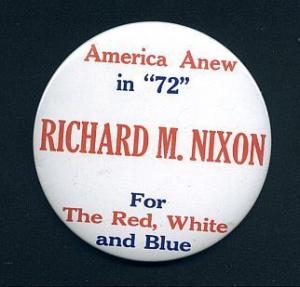 America Anew
in "72"
RICHARD M. NIXON
For
The Red, White
and Blue